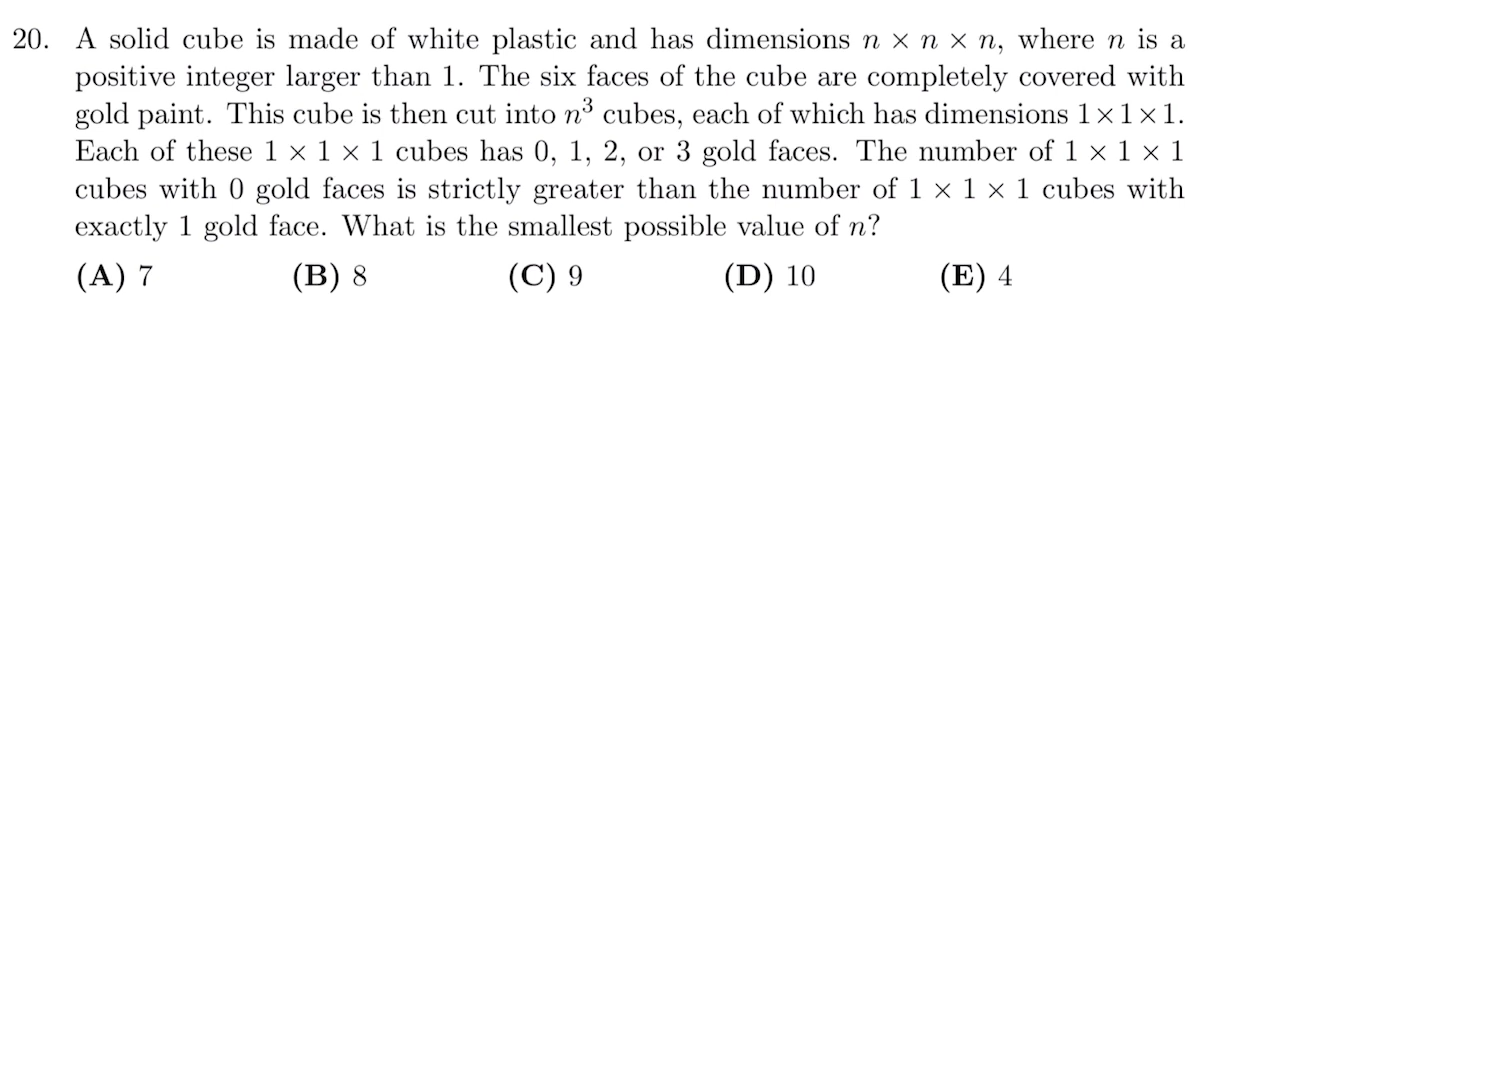 20. A solid cube is made of white plastic and has dimensions n × n × n, where n is a
positive integer larger than 1. The six faces of the cube are completely covered with
gold paint. This cube is then cut into n³ cubes, each of which has dimensions 1×1×1.
Each of these 1 × 1 × 1 cubes has 0, 1, 2, or 3 gold faces. The number of 1 × 1 × 1
cubes with 0 gold faces is strictly greater than the number of 1 × 1 × 1 cubes with
exactly 1 gold face. What is the smallest possible value of n?
(A) 7 (B) 8 (C) 9 (D) 10 (E) 4